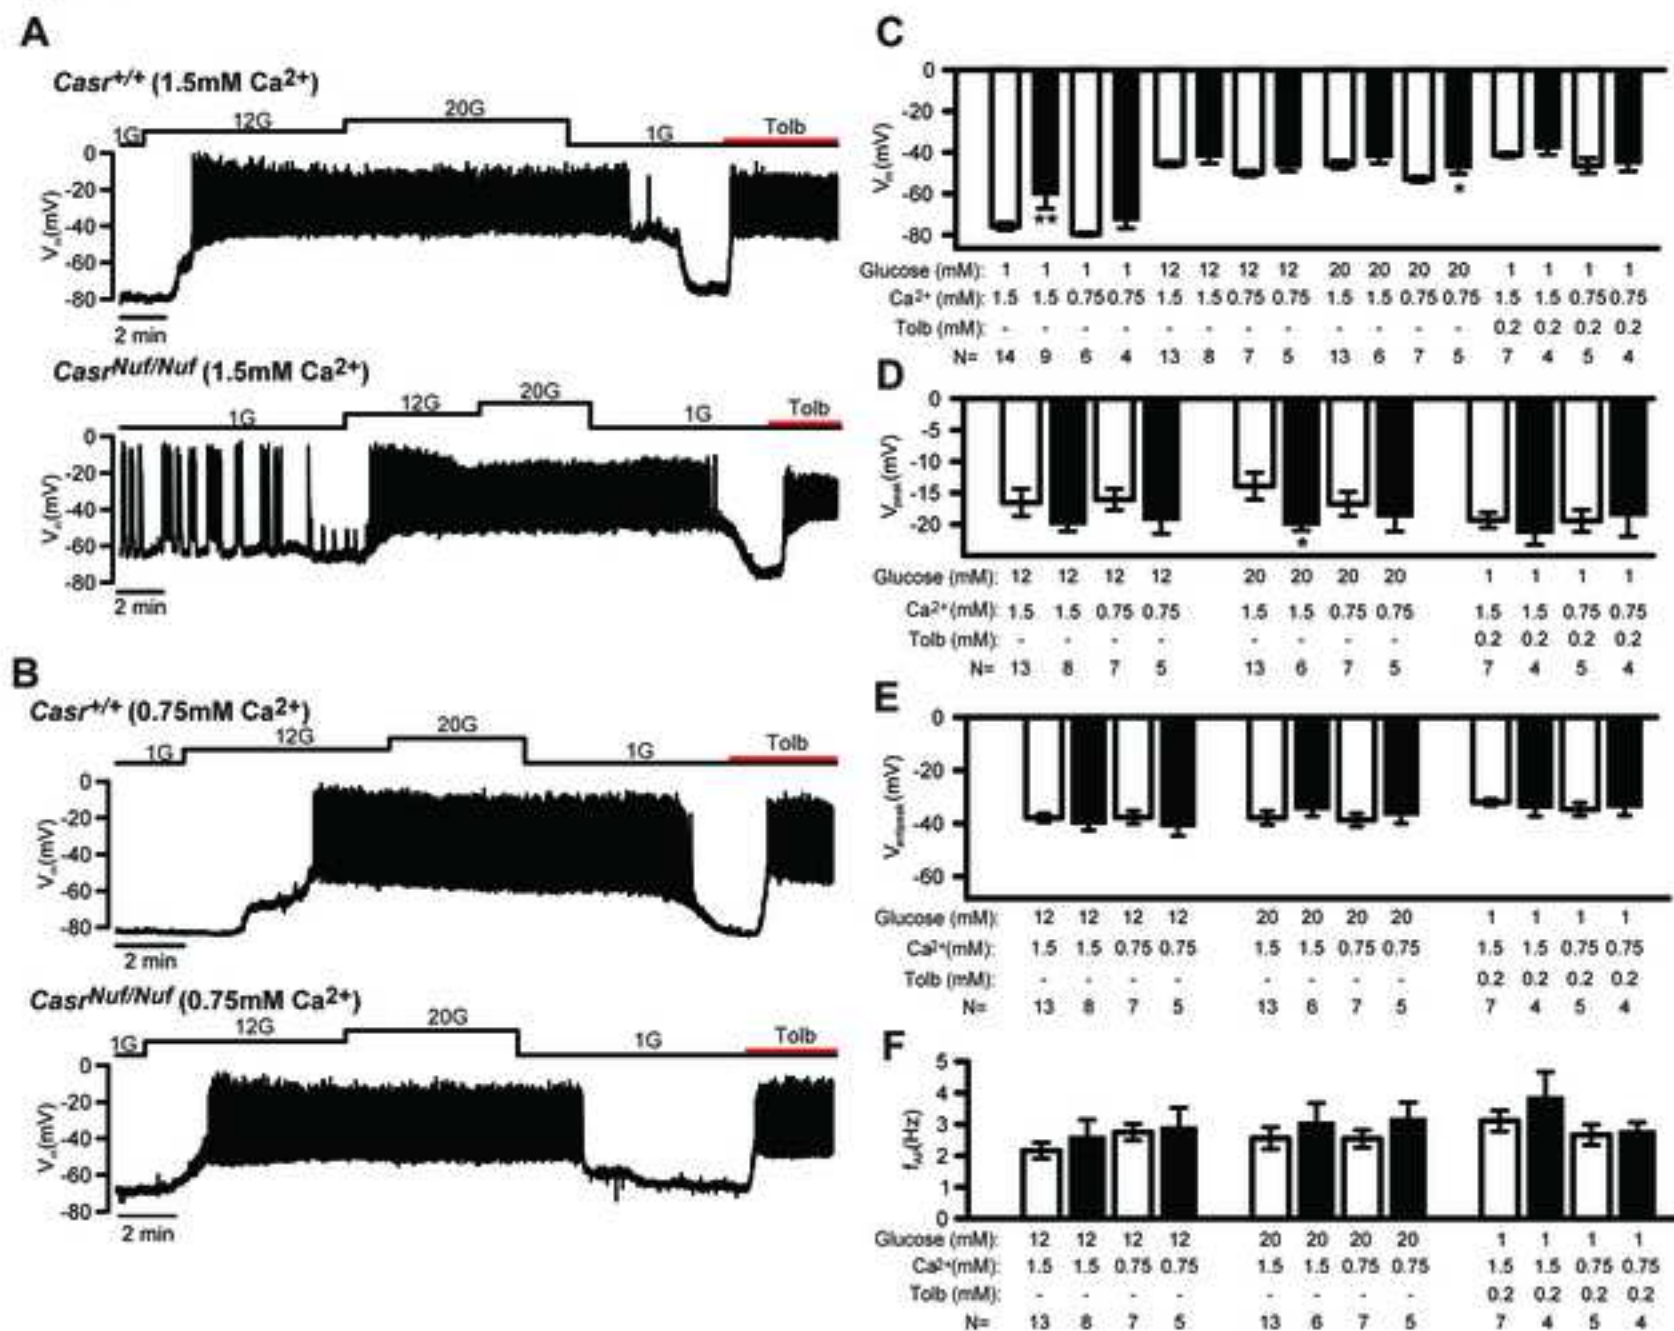 A
Casr+/+ (1.5mM Ca2+)
1G 12G 20G 1G Tolb
0
-20
-40
-60
-80
Vm(mV)
2 min
CasrNuf/Nuf (1.5mM Ca2+)
1G 12G 20G 1G Tolb
0
-20
-40
-60
-80
Vm(mV)
2 min
B
Casr+/+ (0.75mM Ca2+)
1G 12G 20G 1G Tolb
0
-20
-40
-60
-80
Vm(mV)
2 min
CasrNuf/Nuf (0.75mM Ca2+)
1G 12G 20G 1G Tolb
0
-20
-40
-60
-80
Vm(mV)
2 min
C
0
-20
-40
-60
-80
Vm(mV)
** *
Glucose (mM): 1 1 1 1 12 12 12 12 20 20 20 20 1 1 1 1
Ca2+ (mM): 1.5 1.5 0.75 0.75 1.5 1.5 0.75 0.75 1.5 1.5 0.75 0.75 1.5 1.5 0.75 0.75
Tolb (mM): - - - - - - - - - - - - 0.2 0.2 0.2 0.2
N= 14 9 6 4 13 8 7 5 13 6 7 5 7 4 5 4
D
0
-5
-10
-15
-20
Vpeak(mV)
*
Glucose (mM): 12 12 12 12 20 20 20 20 1 1 1 1
Ca2+ (mM): 1.5 1.5 0.75 0.75 1.5 1.5 0.75 0.75 1.5 1.5 0.75 0.75
Tolb (mM): - - - - - - - - 0.2 0.2 0.2 0.2
N= 13 8 7 5 13 6 7 5 7 4 5 4
E
0
-20
-40
-60
Vantipeak(mV)
Glucose (mM): 12 12 12 12 20 20 20 20 1 1 1 1
Ca2+(mM): 1.5 1.5 0.75 0.75 1.5 1.5 0.75 0.75 1.5 1.5 0.75 0.75
Tolb (mM): - - - - - - - - 0.2 0.2 0.2 0.2
N= 13 8 7 5 13 6 7 5 7 4 5 4
F
5
4
3
2
1
0
fAP(Hz)
Glucose (mM): 12 12 12 12 20 20 20 20 1 1 1 1
Ca2+(mM): 1.5 1.5 0.75 0.75 1.5 1.5 0.75 0.75 1.5 1.5 0.75 0.75
Tolb (mM): - - - - - - - - 0.2 0.2 0.2 0.2
N= 13 8 7 5 13 6 7 5 7 4 5 4